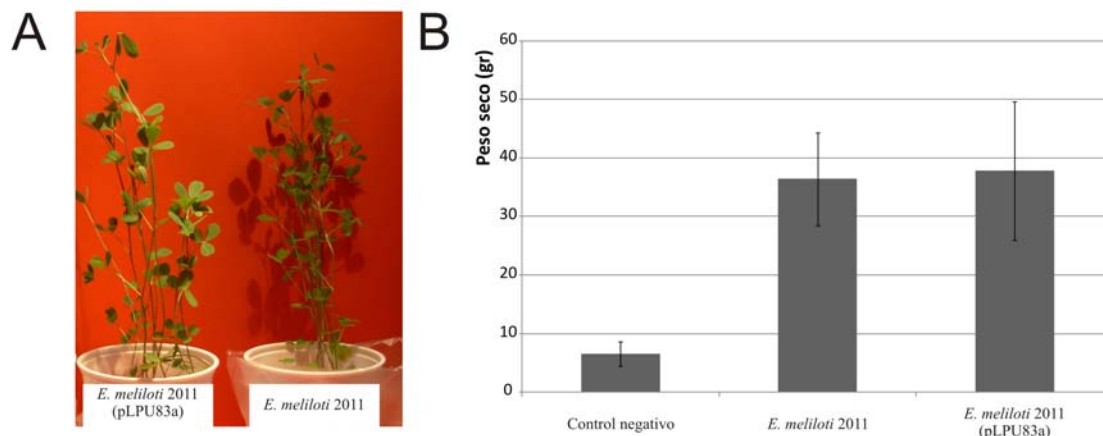 A
E. meliloti 2011
(pLPU83a)
E. meliloti 2011
B
Peso seco (gr)
60
50
40
30
20
10
0
Control negativo
E. meliloti 2011
E. meliloti 2011
(pLPU83a)